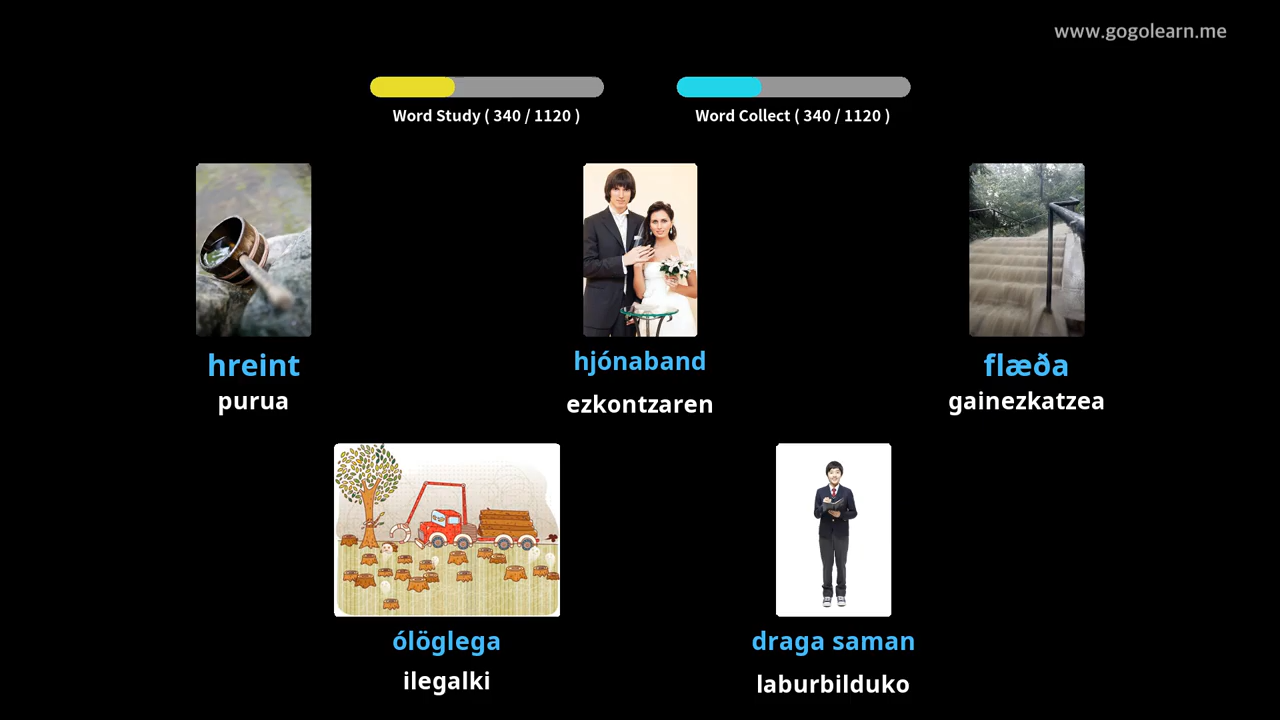 www.gogolearn.me
Word Study ( 340 / 1120 )
Word Collect ( 340 / 1120 )
hreint
purua
hjónaband
ezkontzaren
flæða
gainezkatzea
ólöglega
ilegalki
draga saman
laburbilduko